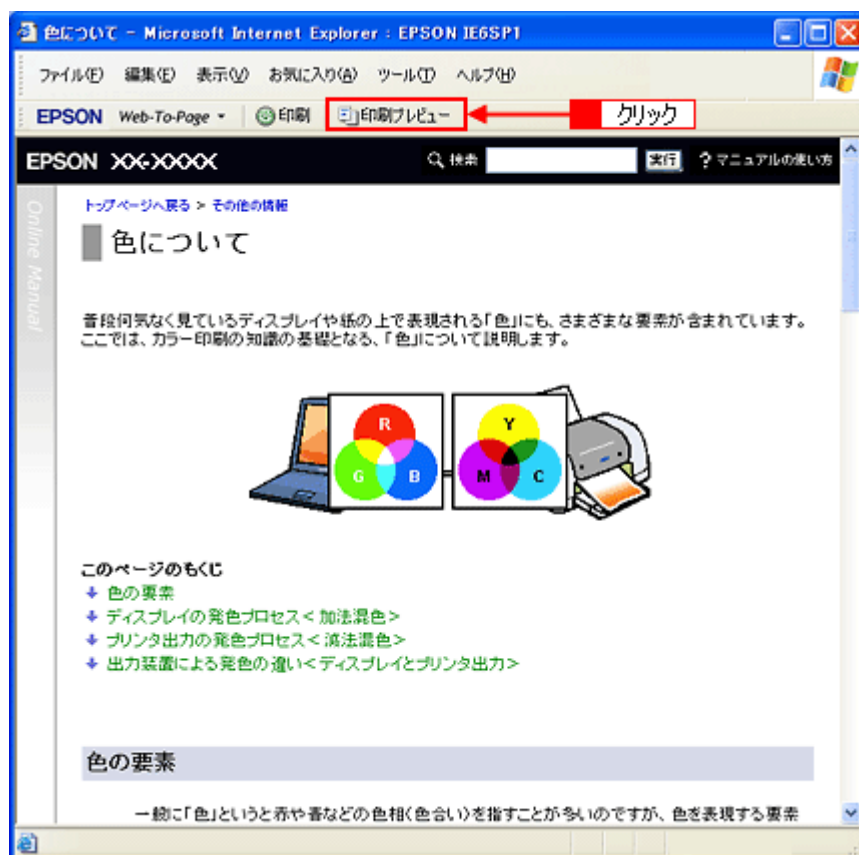 色について - Microsoft Internet Explorer : EPSON IE6SP1
ファイル(F) 編集(E) 表示(V) お気に入り(A) ツール(T) ヘルプ(H)
EPSON Web-To-Page 印刷 印刷プレビュー クリック
EPSON XX-XXXX 検索 実行 ? マニュアルの使い方
Online Manual
トップページへ戻る > その他の情報
色について
普段何気なく見ているディスプレイや紙の上で表現される「色」にも、さまざまな要素が含まれています。
ここでは、カラー印刷の知識の基礎となる、「色」について説明します。
R Y
G B M C
このページのもくじ
色の要素
ディスプレイの発色プロセス<加法混色>
プリンタ出力の発色プロセス<減法混色>
出力装置による発色の違い<ディスプレイとプリンタ出力>
色の要素
一般に「色」というと赤や青などの色相(色合い)を指すことが多いのですが、色を表現する要素